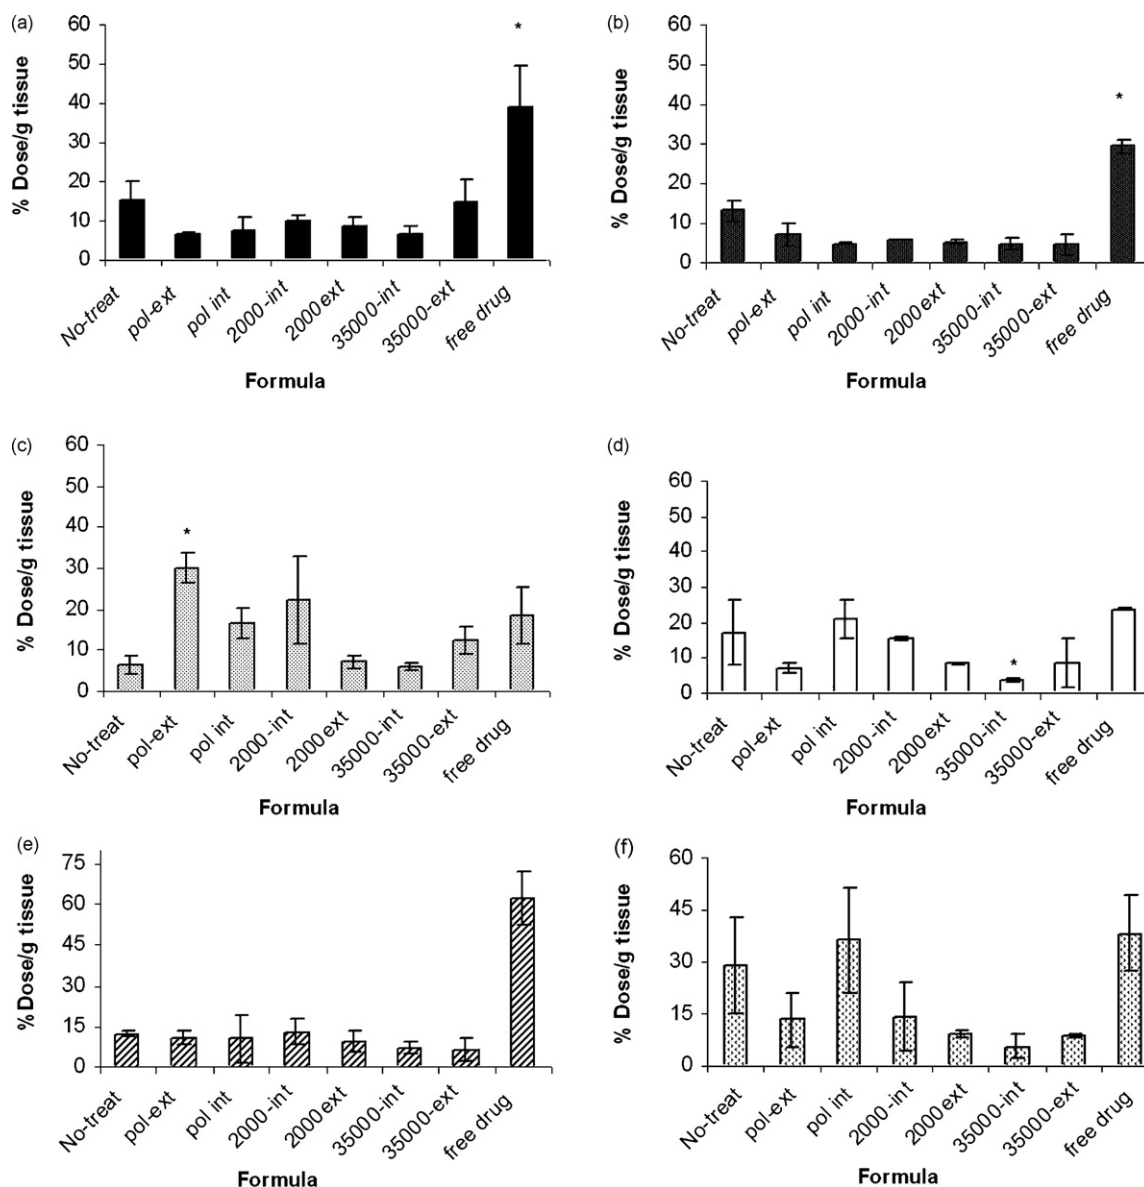 (a)
% Dose/g tissue
60
50
40
30
20
10
0
*
No-treat
pol-ext
pol int
2000-int
2000ext
35000-int
35000-ext
free drug
Formula
(b)
% Dose/g tissue
60
50
40
30
20
10
0
*
No-treat
pol-ext
pol int
2000-int
2000ext
35000-int
35000-ext
free drug
Formula
(c)
% Dose/g tissue
60
50
40
30
20
10
0
*
No-treat
pol-ext
pol int
2000-int
2000ext
35000-int
35000-ext
free drug
Formula
(d)
% Dose/g tissue
60
50
40
30
20
10
0
*
No-treat
pol-ext
pol int
2000-int
2000ext
35000-int
35000-ext
free drug
Formula
(e)
%Dose/g tissue
75
60
45
30
15
0
No-treat
pol-ext
pol int
2000-int
2000ext
35000-int
35000-ext
free drug
Formula
(f)
%Dose/g tissue
60
45
30
15
0
No-treat
pol-ext
pol int
2000-int
2000ext
35000-int
35000-ext
free drug
Formula